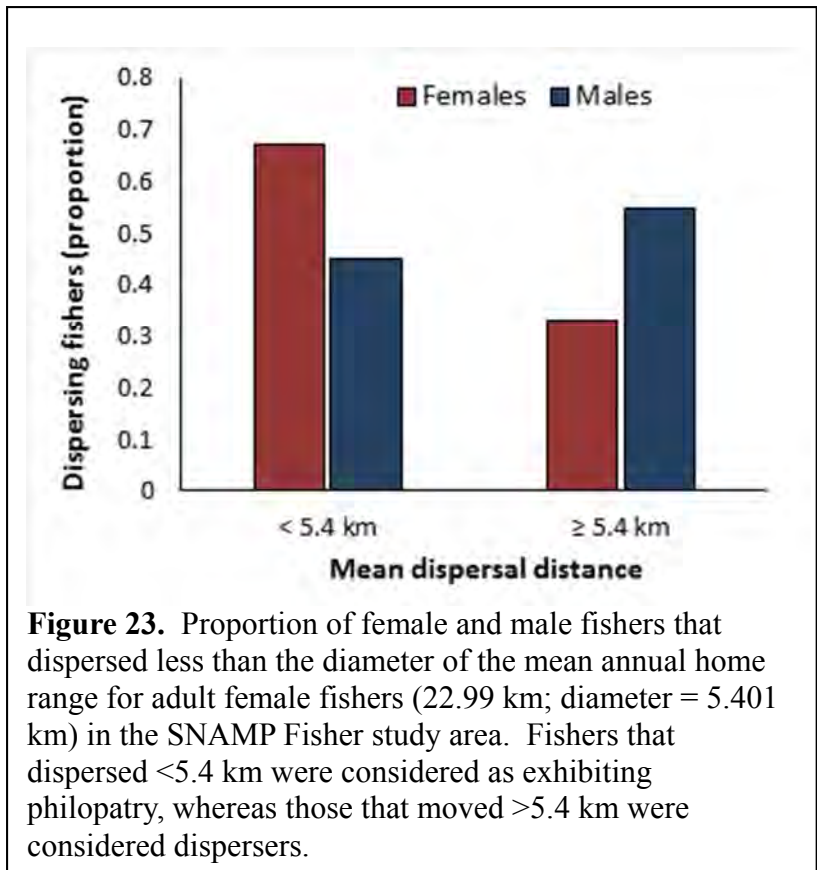 0.8
Females Males
0.7
0.6
0.5
0.4
0.3
0.2
0.1
0
Dispersing fishers (proportion)
< 5.4 km ≥ 5.4 km
Mean dispersal distance
Figure 23. Proportion of female and male fishers that
dispersed less than the diameter of the mean annual home
range for adult female fishers (22.99 km; diameter = 5.401
km) in the SNAMP Fisher study area. Fishers that
dispersed <5.4 km were considered as exhibiting
philopatry, whereas those that moved >5.4 km were
considered dispersers.